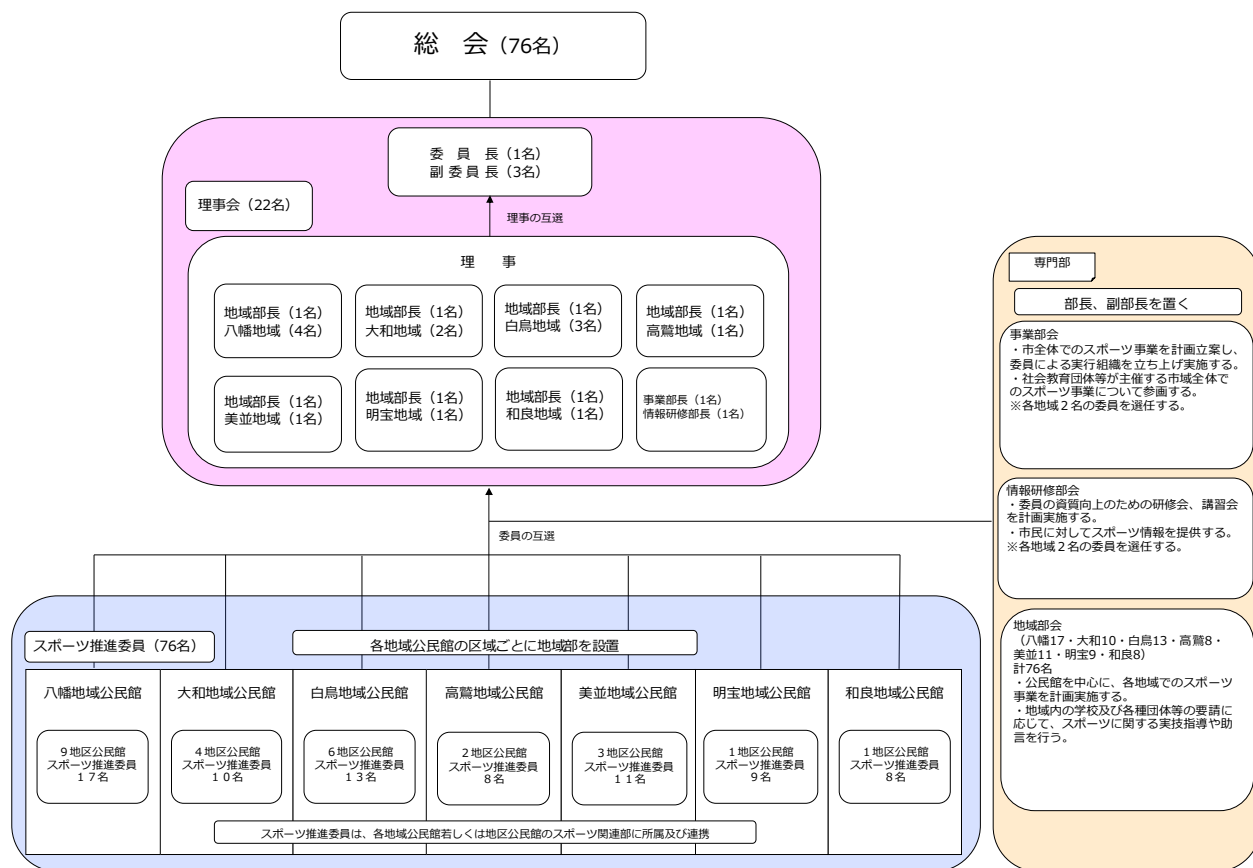 総　会（76名）
委　員　長（1名）
副 委 員 長（3名）
理事会（22名）
理事の互選
理　　事
地域部長（1名）
八幡地域（4名）
地域部長（1名）
大和地域（2名）
地域部長（1名）
白鳥地域（3名）
地域部長（1名）
高鷲地域（1名）
地域部長（1名）
美並地域（1名）
地域部長（1名）
明宝地域（1名）
地域部長（1名）
和良地域（1名）
事業部長（1名）
情報研修部長（1名）
委員の互選
専門部
部長、副部長を置く
事業部会
・市全体でのスポーツ事業を計画立案し、
委員による実行組織を立ち上げ実施する。
・社会教育団体等が主催する市域全体で
のスポーツ事業について参画する。
※各地域２名の委員を選任する。
情報研修部会
・委員の資質向上のための研修会、講習会
を計画実施する。
・市民に対してスポーツ情報を提供する。
※各地域２名の委員を選任する。
地域部会
（八幡17・大和10・白鳥13・高鷲8・
美並11・明宝9・和良8）
計76名
・公民館を中心に、各地域でのスポーツ
事業を計画実施する。
・地域内の学校及び各種団体等の要請に
応じて、スポーツに関する実技指導や助
言を行う。
スポーツ推進委員（76名）
各地域公民館の区域ごとに地域部を設置
八幡地域公民館
９地区公民館
スポーツ推進委員
１７名
大和地域公民館
４地区公民館
スポーツ推進委員
１０名
白鳥地域公民館
６地区公民館
スポーツ推進委員
１３名
高鷲地域公民館
２地区公民館
スポーツ推進委員
８名
美並地域公民館
３地区公民館
スポーツ推進委員
１１名
明宝地域公民館
１地区公民館
スポーツ推進委員
９名
和良地域公民館
１地区公民館
スポーツ推進委員
８名
スポーツ推進委員は、各地域公民館若しくは地区公民館のスポーツ関連部に所属及び連携